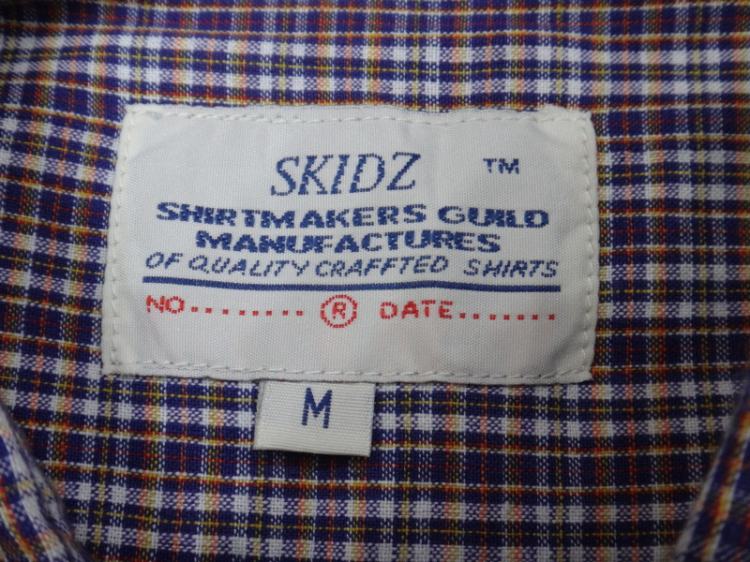 SKIDZ ™
SHIRTMAKERS GUILD
MANUFACTURES
OF QUALITY CRAFFTED SHIRTS
NO........ ® DATE.......
M